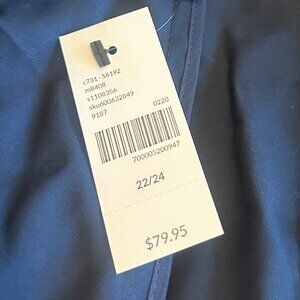 c731 - 56192
m8408
s1108356
sku600632849
9187
0220
700005200947
22/24
$79.95